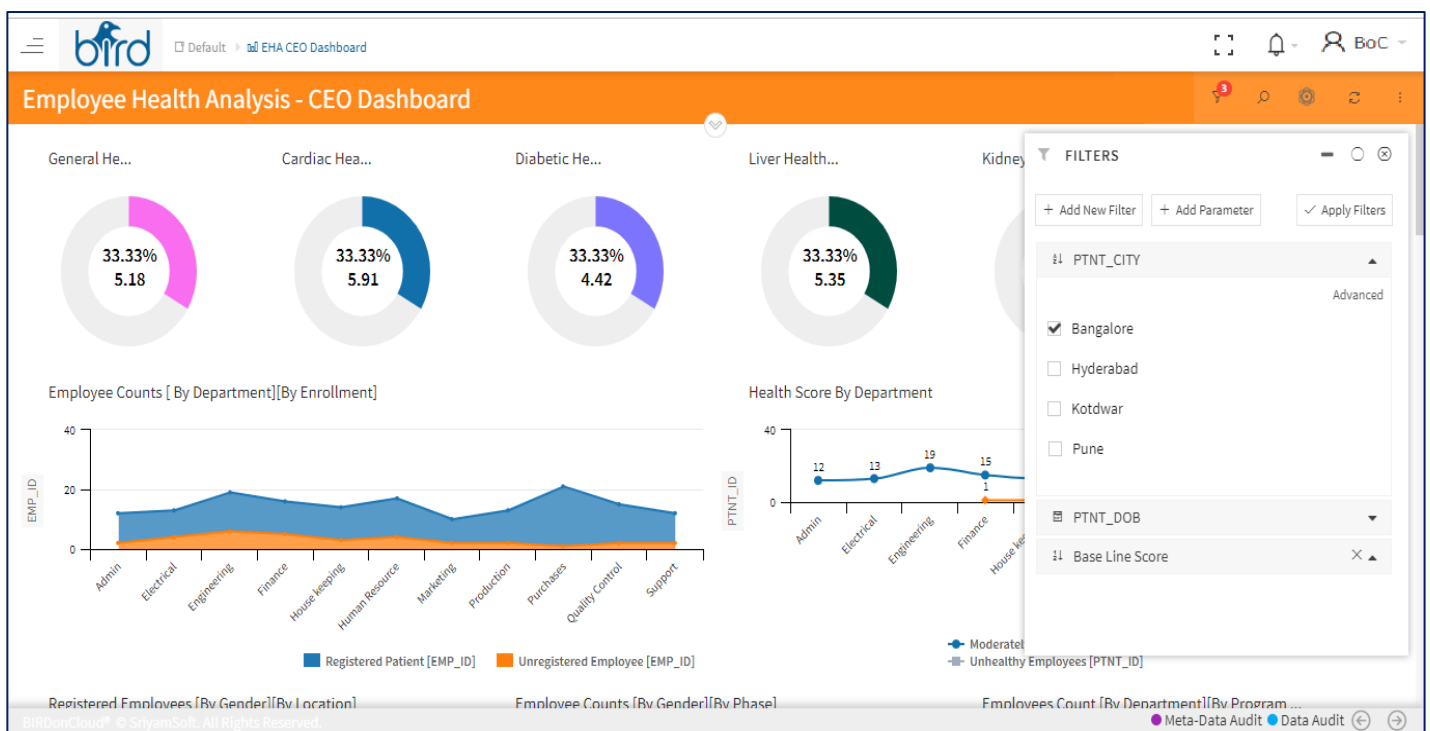 bird
Default
EHA CEO Dashboard
BoC
Employee Health Analysis - CEO Dashboard
3
General He...
Cardiac Hea...
Diabetic He...
Liver Health...
Kidney
33.33%
5.18
33.33%
5.91
33.33%
4.42
33.33%
5.35
FILTERS
+ Add New Filter
+ Add Parameter
Apply Filters
PTNT_CITY
Advanced
Bangalore
Hyderabad
Kotdwar
Pune
PTNT_DOB
Base Line Score
Employee Counts [ By Department][By Enrollment]
40
20
0
EMP_ID
Admin
Electrical
Engineering
Finance
House keeping
Human Resource
Marketing
Production
Purchases
Quality Control
Support
Registered Patient [EMP_ID]
Unregistered Employee [EMP_ID]
Health Score By Department
40
0
PTNT_ID
12
13
19
15
1
Admin
Electrical
Engineering
Finance
House
Moderatel
Unhealthy Employees [PTNT_ID]
Registered Employees [By Gender][By Location]
Employee Counts [By Gender][By Phase]
Employees Count [By Department][By Program ...
BIRDonCloud® © SriyamSoft. All Rights Reserved.
Meta-Data Audit
Data Audit